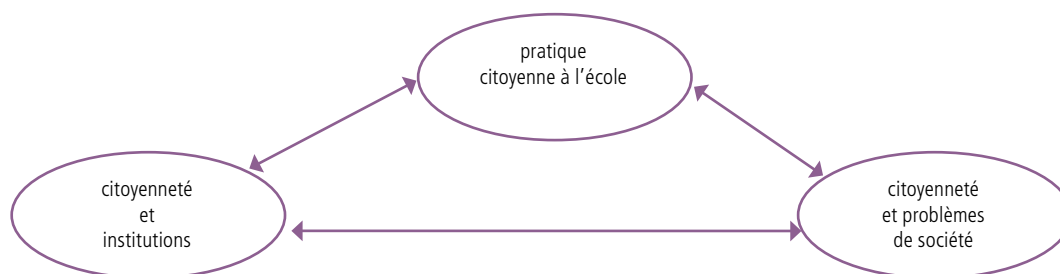 pratique
citoyenne à l’école
citoyenneté
et
institutions
citoyenneté
et problèmes
de société